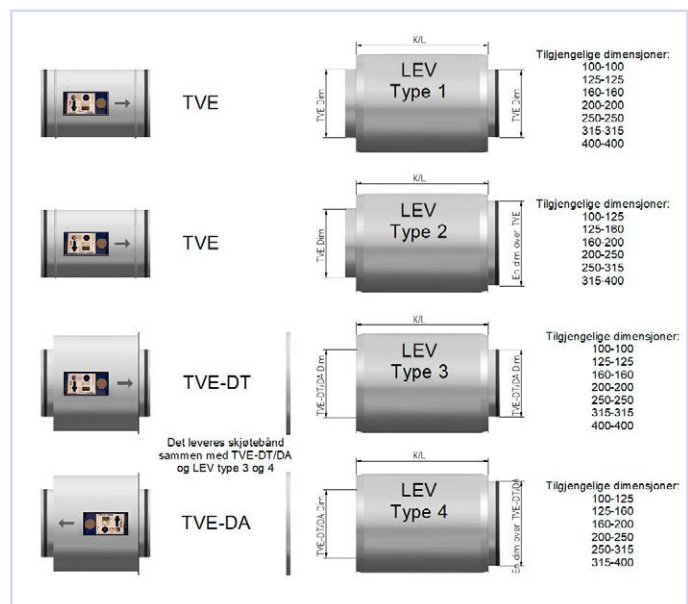 K/L
TVE
TVE Dim
LEV
Type 1
TVE Dim
Tilgjengelige dimensjoner:
100-100
125-125
160-160
200-200
250-250
315-315
400-400
K/L
TVE
TVE Dim
LEV
Type 2
En dim over TVE
Tilgjengelige dimensjoner:
100-125
125-160
160-200
200-250
250-315
315-400
K/L
TVE-DT
TVE-DT/DA Dim
LEV
Type 3
TVE-DT/DA Dim
Tilgjengelige dimensjoner:
100-100
125-125
160-160
200-200
250-250
315-315
400-400
Det leveres skjøtebånd
sammen med TVE-DT/DA
og LEV type 3 og 4
K/L
TVE-DA
TVE-DT/DA Dim
LEV
Type 4
En dim over TVE-DT/DA
Tilgjengelige dimensjoner:
100-125
125-160
160-200
200-250
250-315
315-400